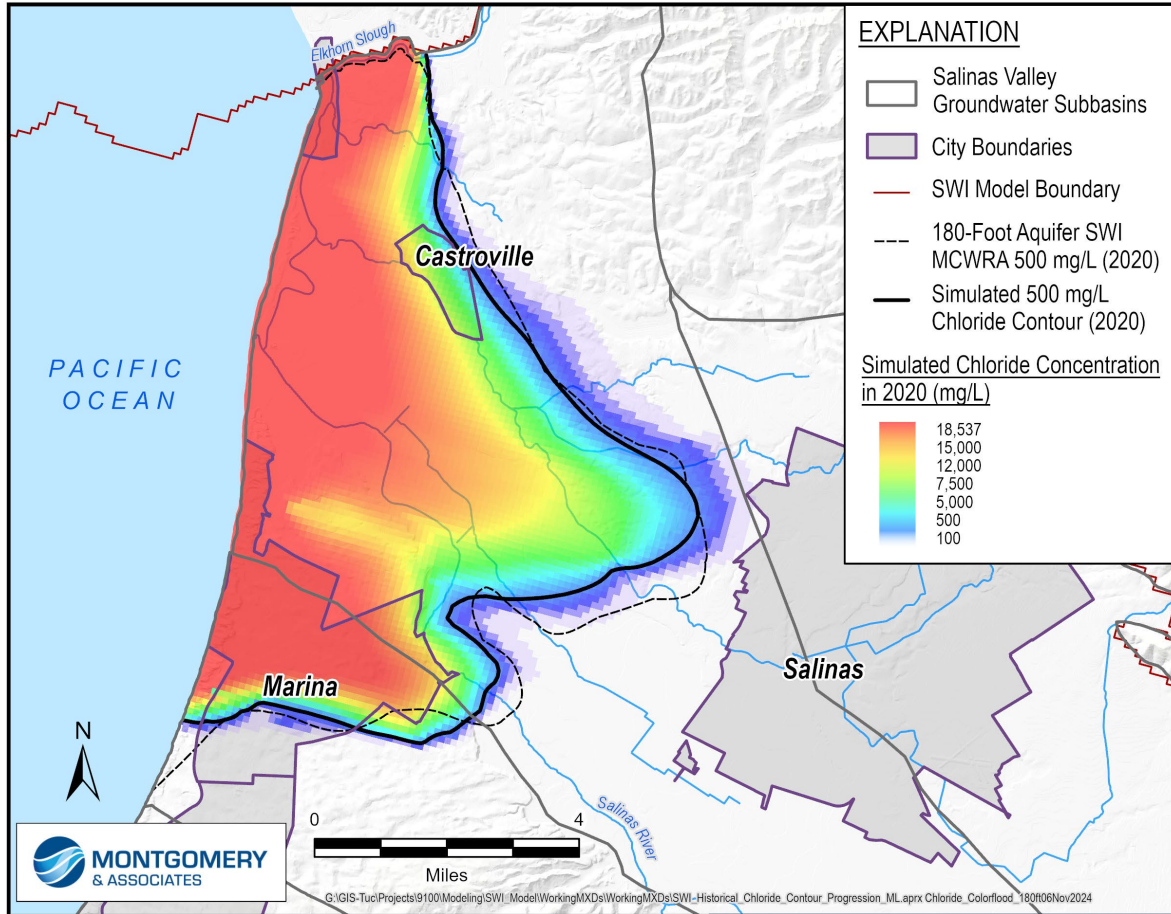 Elkhorn Slough
Castroville
PACIFIC
OCEAN
Marina
Salinas
Salinas River
N
0
4
Miles
MONTGOMERY
& ASSOCIATES
G:\GIS-Tuc\Projects\9100\Modeling\SWI_Model\WorkingMXDs\WorkingMXDs\SWI_Historical_Chloride_Contour_Progression_ML.aprx Chloride_Colorflood_180ft06Nov2024
EXPLANATION
Salinas Valley
Groundwater Subbasins
City Boundaries
SWI Model Boundary
180-Foot Aquifer SWI
MCWRA 500 mg/L (2020)
Simulated 500 mg/L
Chloride Contour (2020)
Simulated Chloride Concentration
in 2020 (mg/L)
18,537
15,000
12,000
7,500
5,000
500
100